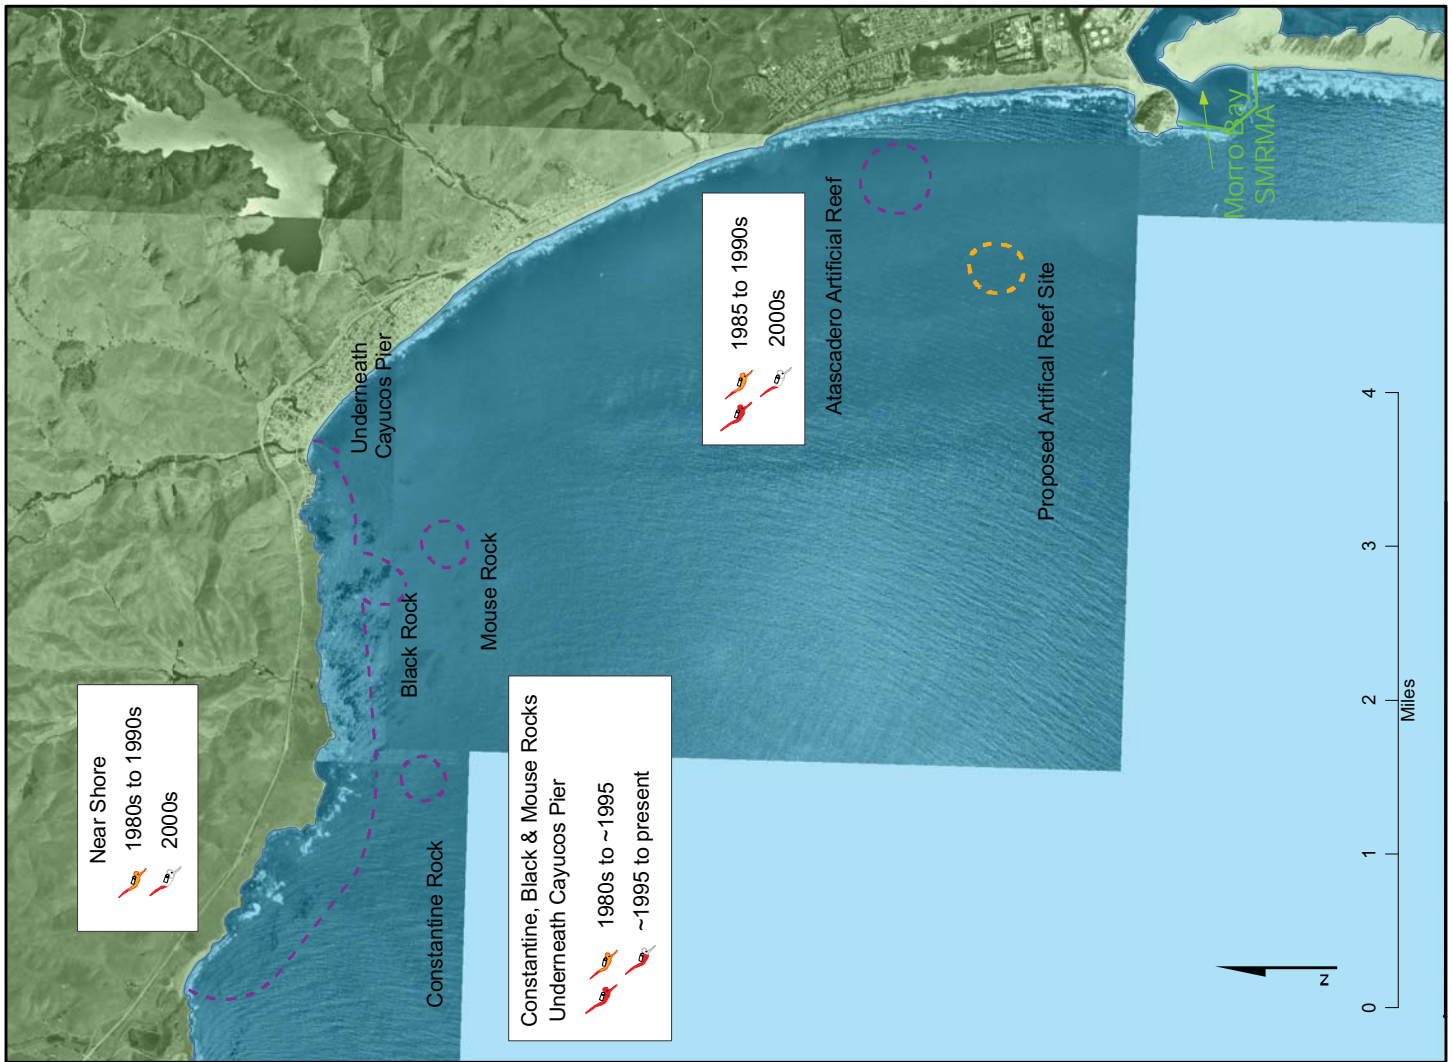 Near Shore
1980s to 1990s
2000s
Constantine, Black & Mouse Rocks
Underneath Cayucos Pier
1980s to ~1995
~1995 to present
1985 to 1990s
2000s
Underneath
Cayucos Pier
Black Rock
Mouse Rock
Constantine Rock
Atascadero Artificial Reef
Proposed Artifical Reef Site
Morro Bay
SMRMA
0
1
2
3
4
Miles
N